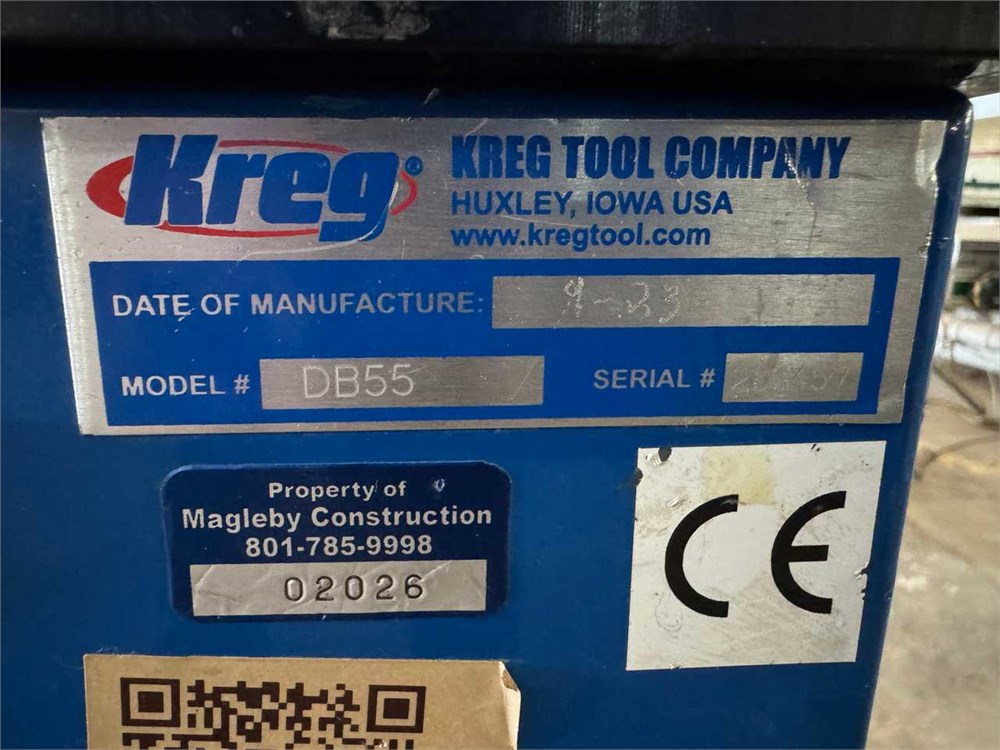 Kreg®
KREG TOOL COMPANY
HUXLEY, IOWA USA
www.kregtool.com
DATE OF MANUFACTURE:
MODEL # DB55
SERIAL #
Property of
Magleby Construction
801-785-9998
02026
CE